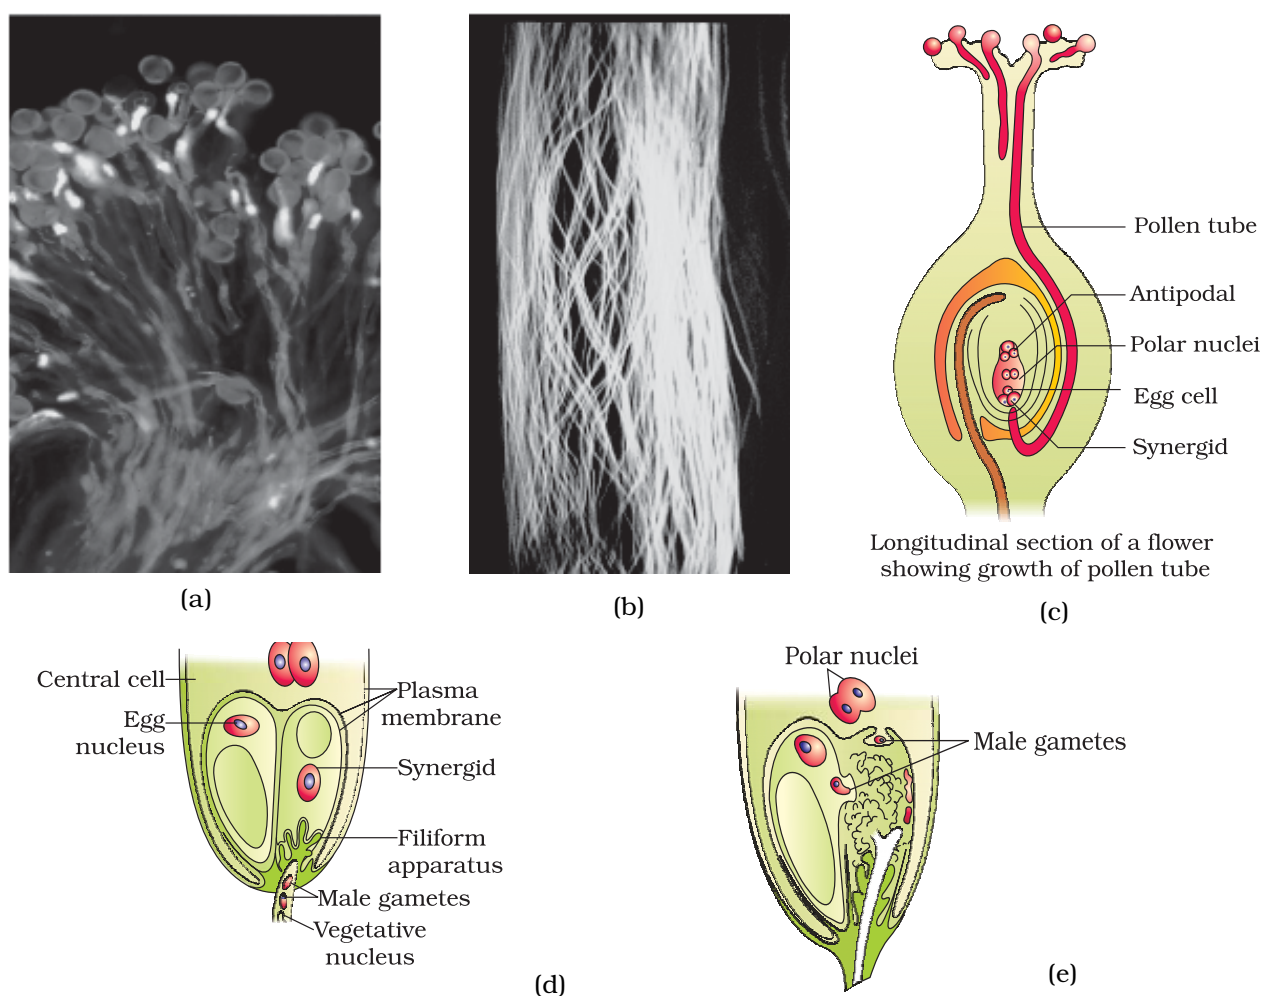 (a)
(b)
Pollen tube
Antipodal
Polar nuclei
Egg cell
Synergid
Longitudinal section of a flower
showing growth of pollen tube
(c)
Central cell
Egg
nucleus
Plasma
membrane
Synergid
Filiform
apparatus
Male gametes
Vegetative
nucleus
(d)
Polar nuclei
Male gametes
(e)